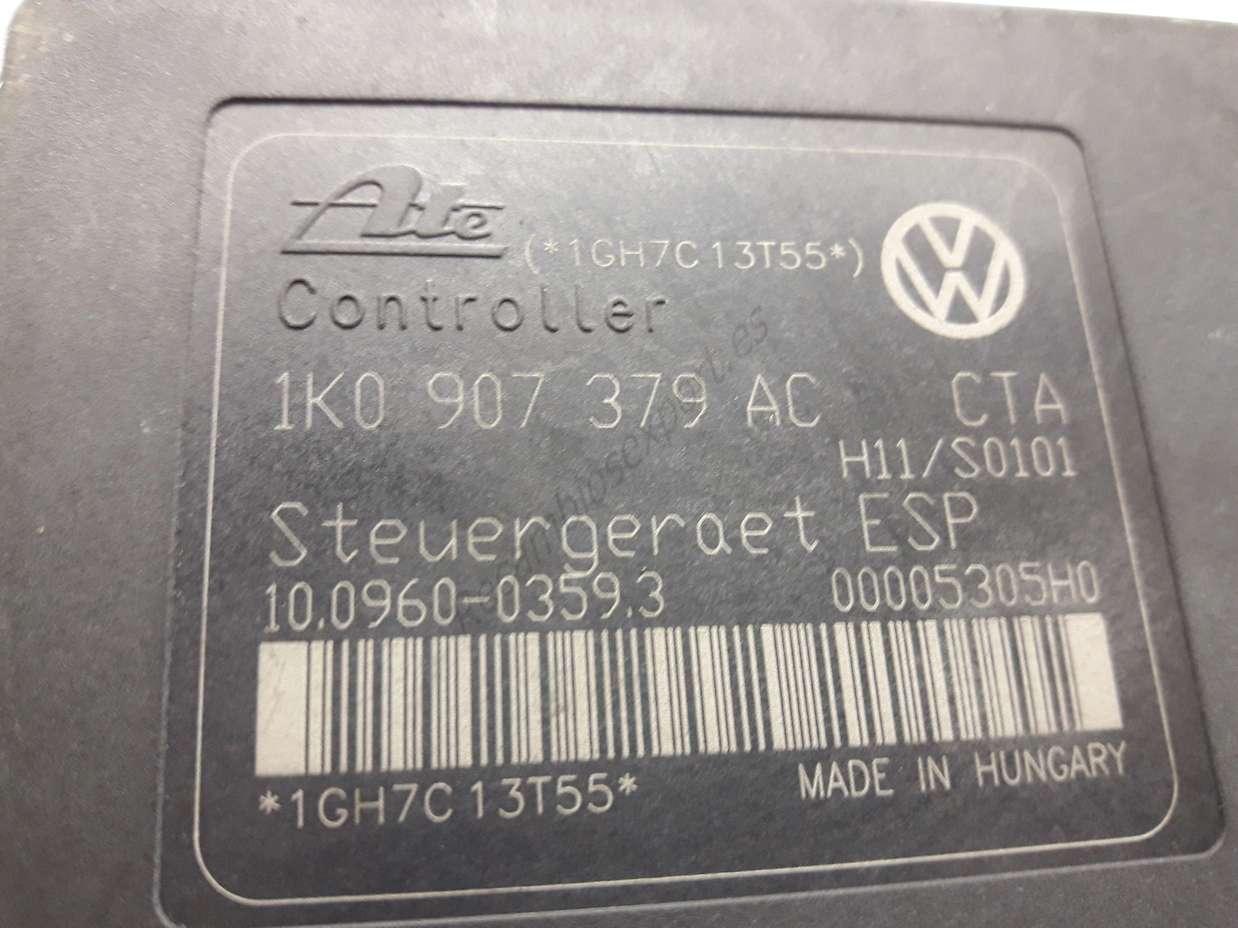 Ate (*1GH7C13T55*)
Controller
1K0 907 379 AC CTA
H11/S0101
Steuergeraet ESP
10.0960-0359.3 00005305H0
*1GH7C13T55* MADE IN HUNGARY